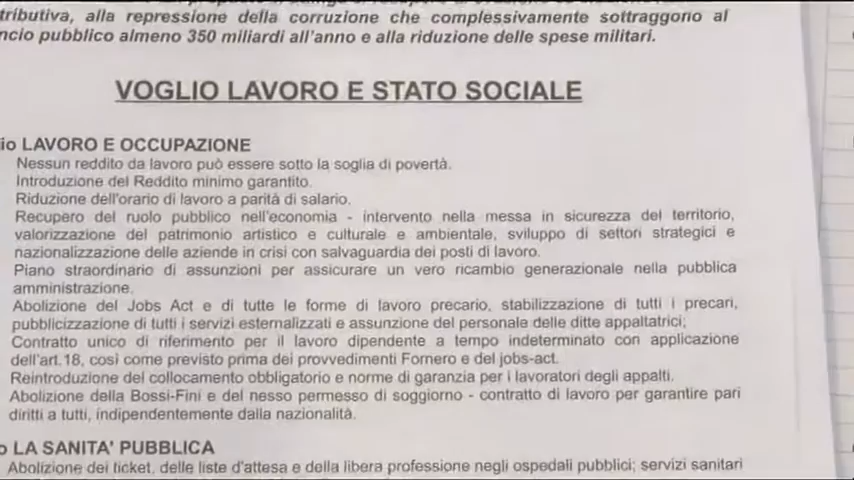 tributiva, alla repressione della corruzione che complessivamente sottraggono al
ncio pubblico almeno 350 miliardi all'anno e alla riduzione delle spese militari.
VOGLIO LAVORO E STATO SOCIALE
io LAVORO E OCCUPAZIONE
Nessun reddito da lavoro può essere sotto la soglia di povertà.
Introduzione del Reddito minimo garantito.
Riduzione dell'orario di lavoro a parità di salario.
Recupero del ruolo pubblico nell'economia - intervento nella messa in sicurezza del territorio,
valorizzazione del patrimonio artistico e culturale e ambientale, sviluppo di settori strategici e
nazionalizzazione delle aziende in crisi con salvaguardia dei posti di lavoro.
Piano straordinario di assunzioni per assicurare un vero ricambio generazionale nella pubblica
amministrazione.
Abolizione del Jobs Act e di tutte le forme di lavoro precario, stabilizzazione di tutti i precari,
pubblicizzazione di tutti i servizi esternalizzati e assunzione del personale delle ditte appaltatrici;
Contratto unico di riferimento per il lavoro dipendente a tempo indeterminato con applicazione
dell'art.18, così come previsto prima dei provvedimenti Fornero e del jobs-act.
Reintroduzione del collocamento obbligatorio e norme di garanzia per i lavoratori degli appalti.
Abolizione della Bossi-Fini e del nesso permesso di soggiorno - contratto di lavoro per garantire pari
diritti a tutti, indipendentemente dalla nazionalità.
o LA SANITA' PUBBLICA
Abolizione dei ticket, delle liste d'attesa e della libera professione negli ospedali pubblici; servizi sanitari